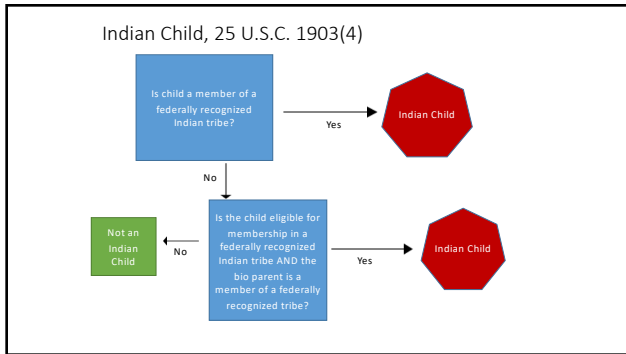 Indian Child, 25 U.S.C. 1903(4)
Is child a member of a
federally recognized
Indian tribe?
Yes
Indian Child
No
Is the child eligible for
membership in a
federally recognized
Indian tribe AND the
bio parent is a
member of a federally
recognized tribe?
No
Not an
Indian
Child
Yes
Indian Child